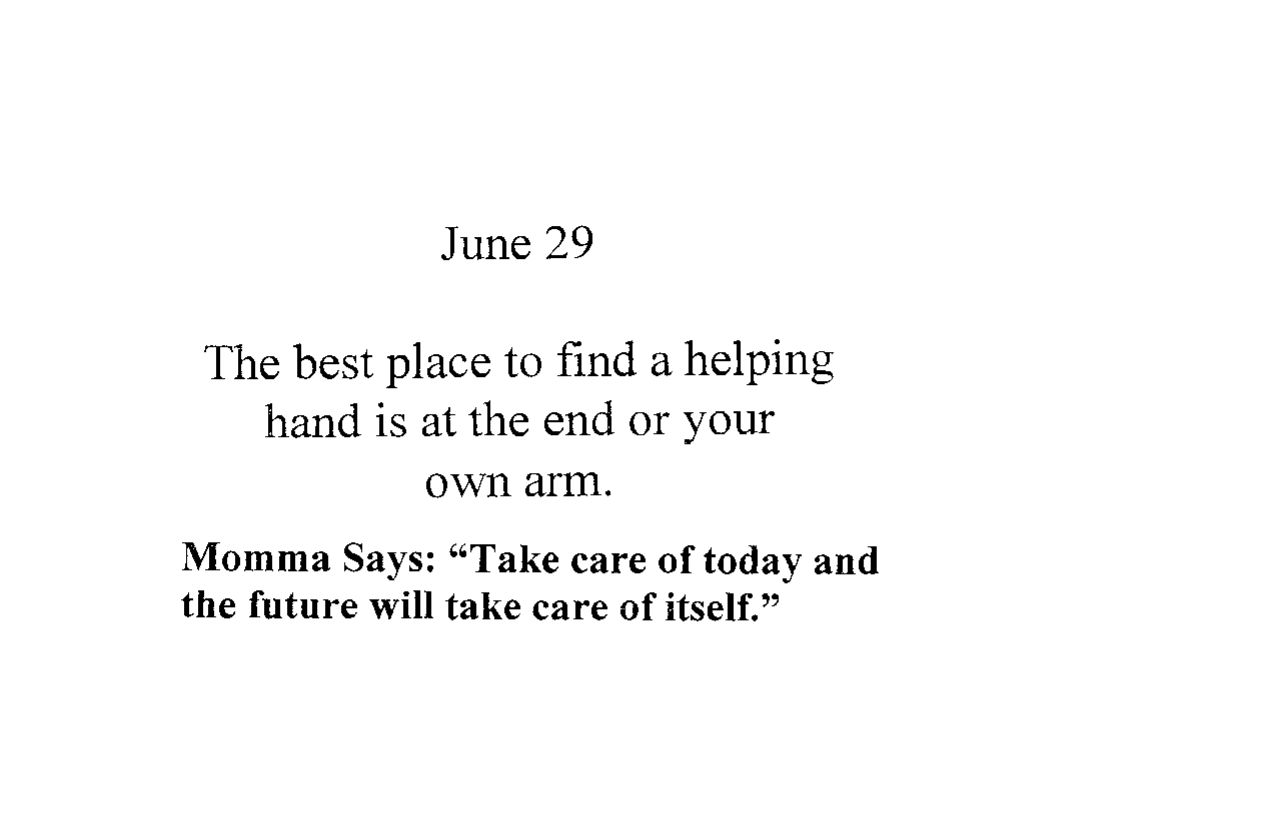 June 29
The best place to find a helping
hand is at the end or your
own arm.
Momma Says: “Take care of today and
the future will take care of itself.”